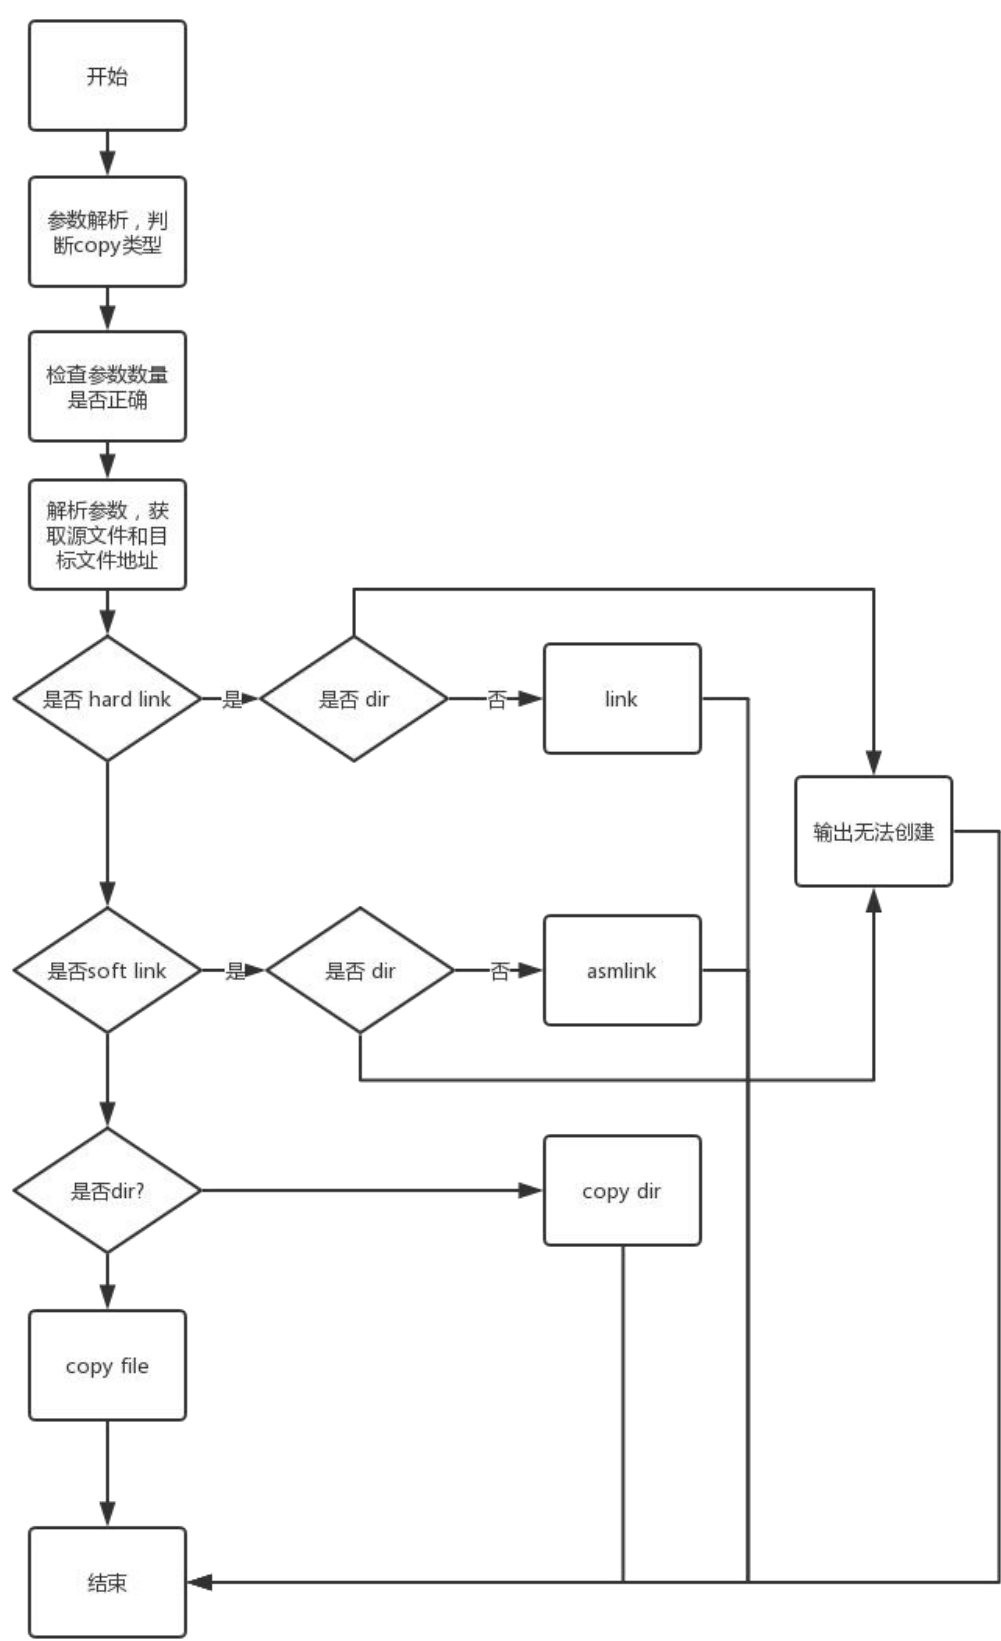 开始
参数解析，判
断copy类型
检查参数数量
是否正确
解析参数，获
取源文件和目
标文件地址
是否 hard link
是
是否 dir
否
link
输出无法创建
是否soft link
是
是否 dir
否
asmlink
是否dir?
copy dir
copy file
结束